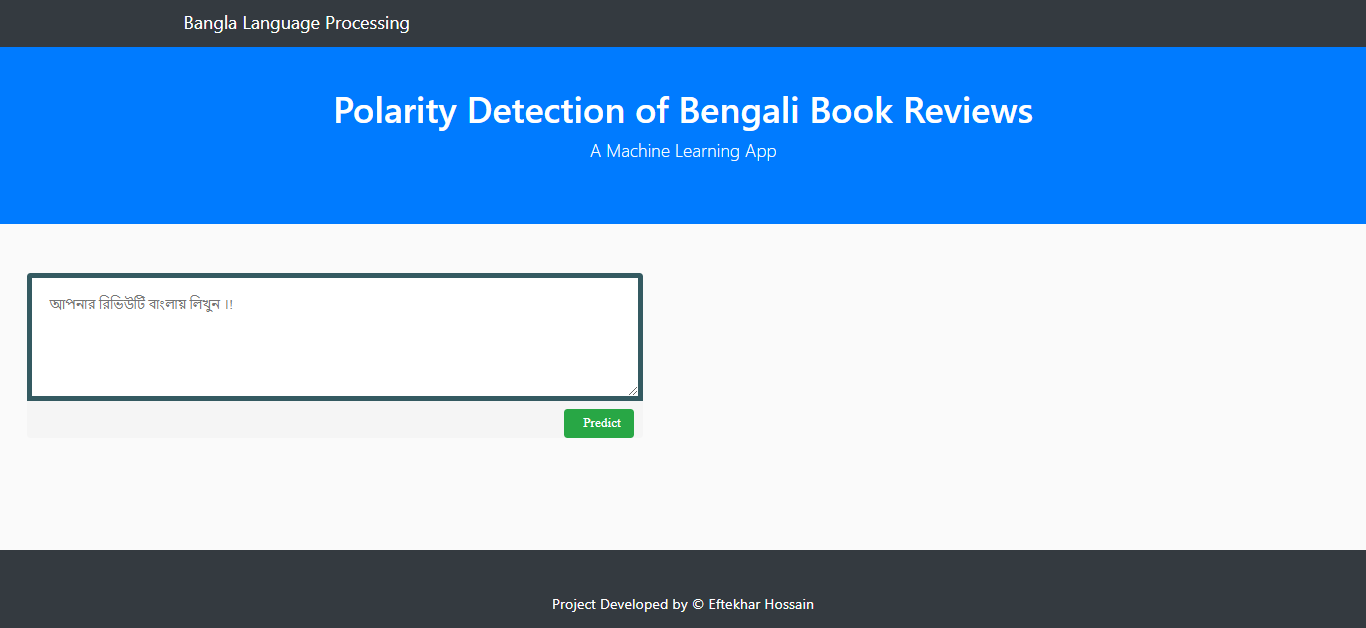 Bangla Language Processing
Polarity Detection of Bengali Book Reviews
A Machine Learning App
আপনার রিভিউটি বাংলায় লিখুন ।!
Predict
Project Developed by © Eftekhar Hossain